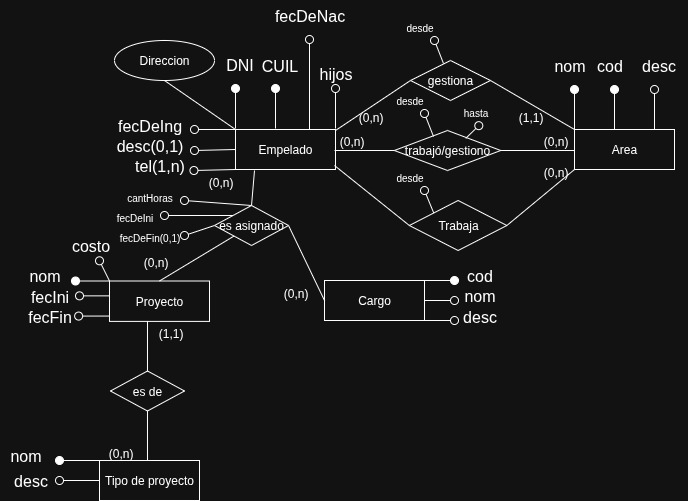 fecDeNac
desde
Direccion
DNI
CUIL
hijos
gestiona
nom
cod
desc
desde
hasta
(0,n)
(1,1)
fecDeIng
desc(0,1)
tel(1,n)
Empelado
(0,n)
trabajó/gestiono
(0,n)
Area
(0,n)
desde
(0,n)
cantHoras
fecDeIni
fecDeFin(0,1)
es asignado
Trabaja
costo
(0,n)
nom
fecIni
fecFin
Proyecto
(0,n)
Cargo
cod
nom
desc
(1,1)
es de
nom
desc
(0,n)
Tipo de proyecto